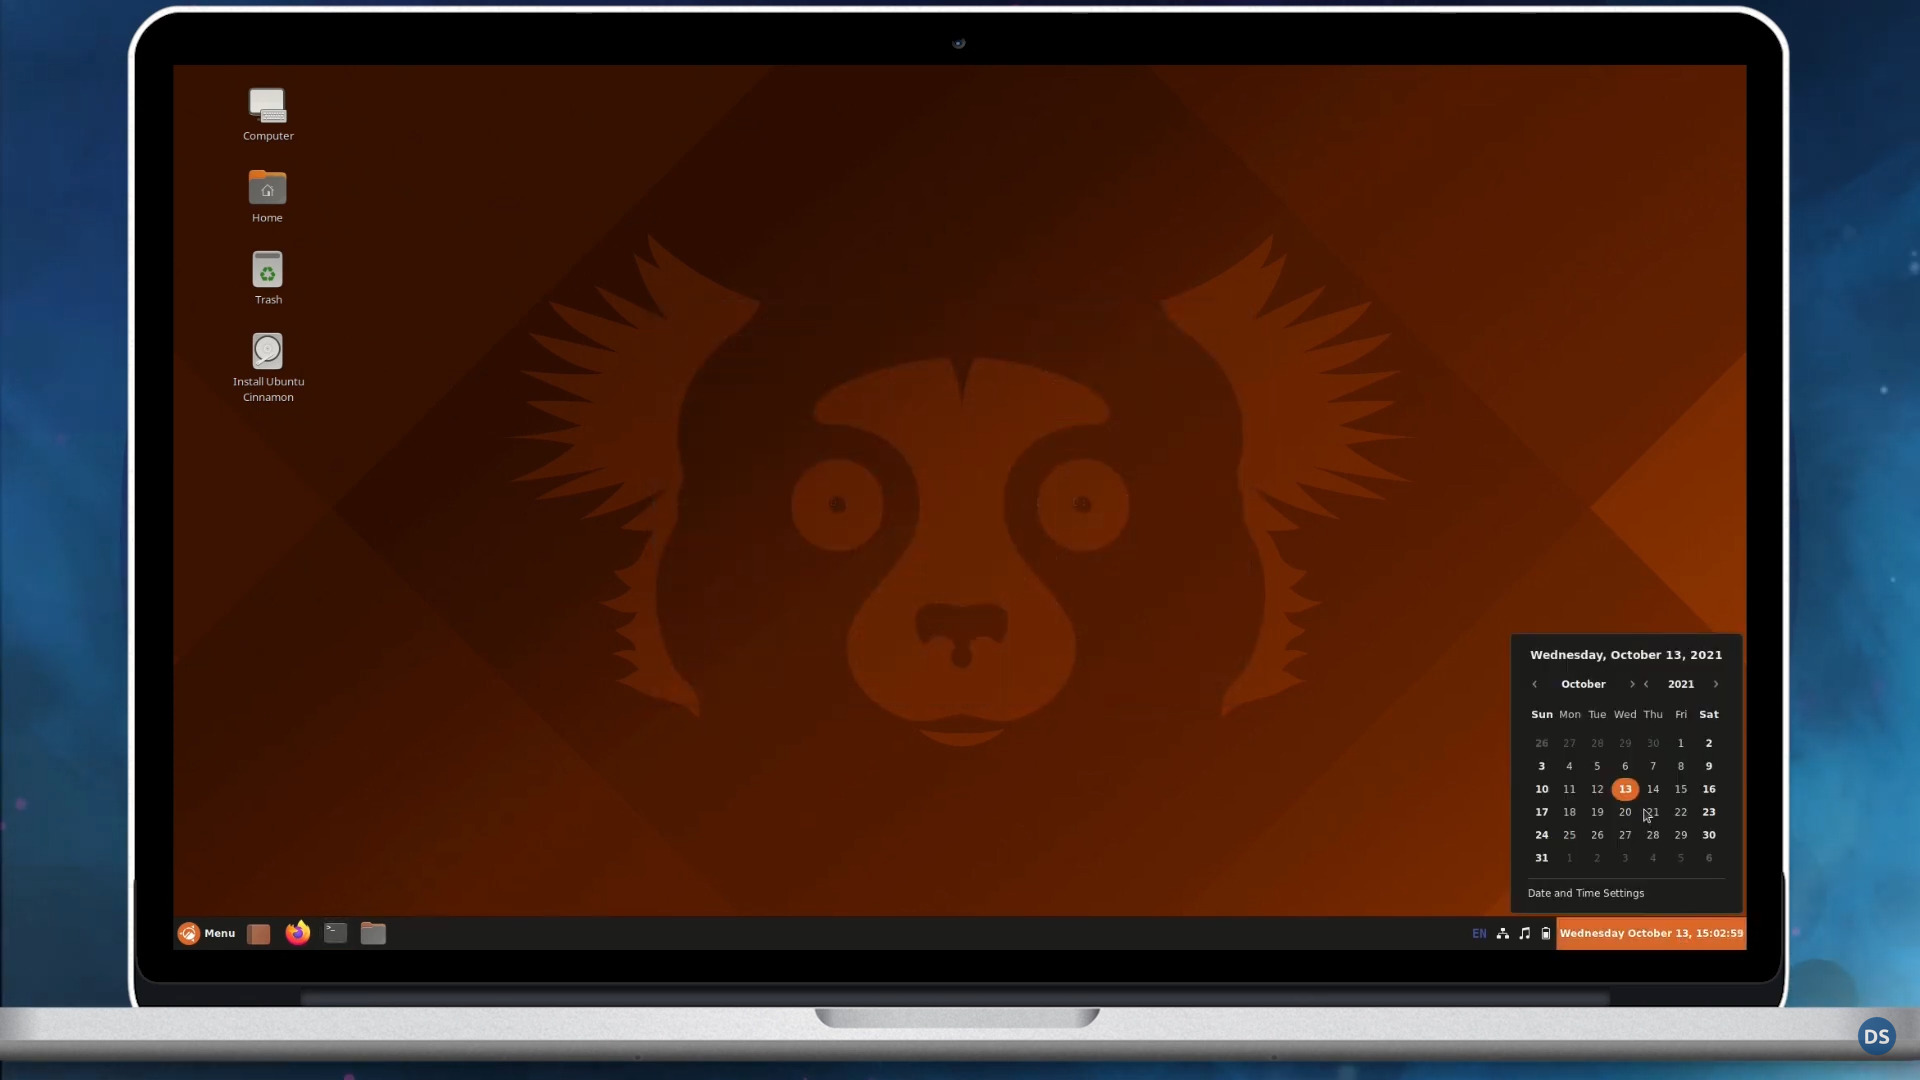 Computer
Home
Trash
Install Ubuntu
Cinnamon
Wednesday, October 13, 2021
‹ October › ‹ 2021 ›
Sun Mon Tue Wed Thu Fri Sat
26 27 28 29 30 1 2
3 4 5 6 7 8 9
10 11 12 13 14 15 16
17 18 19 20 21 22 23
24 25 26 27 28 29 30
31 1 2 3 4 5 6
Date and Time Settings
Menu
EN
Wednesday October 13, 15:02:59
DS